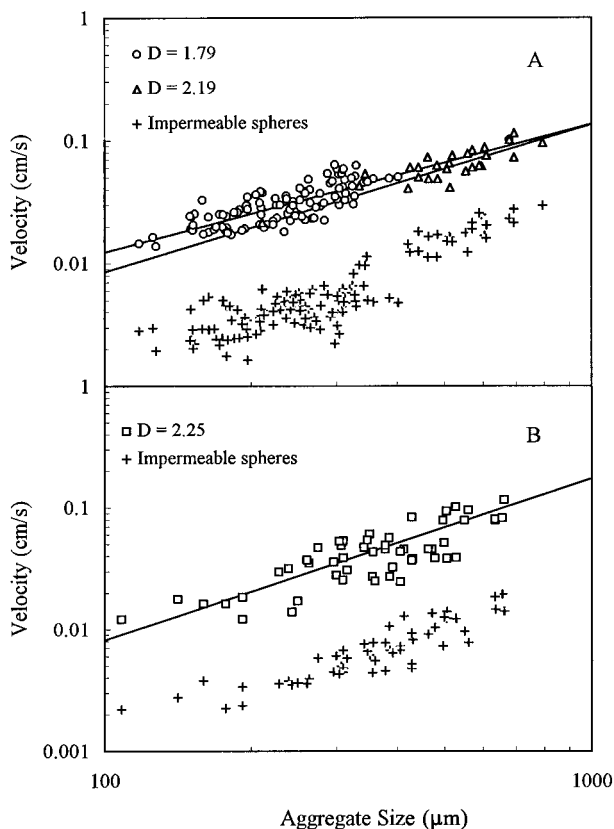 1
D = 1.79
A
D = 2.19
Impermeable spheres
0.1
Velocity (cm/s)
0.01
1
D = 2.25
B
Impermeable spheres
0.1
Velocity (cm/s)
0.01
0.001
100
1000
Aggregate Size (μm)